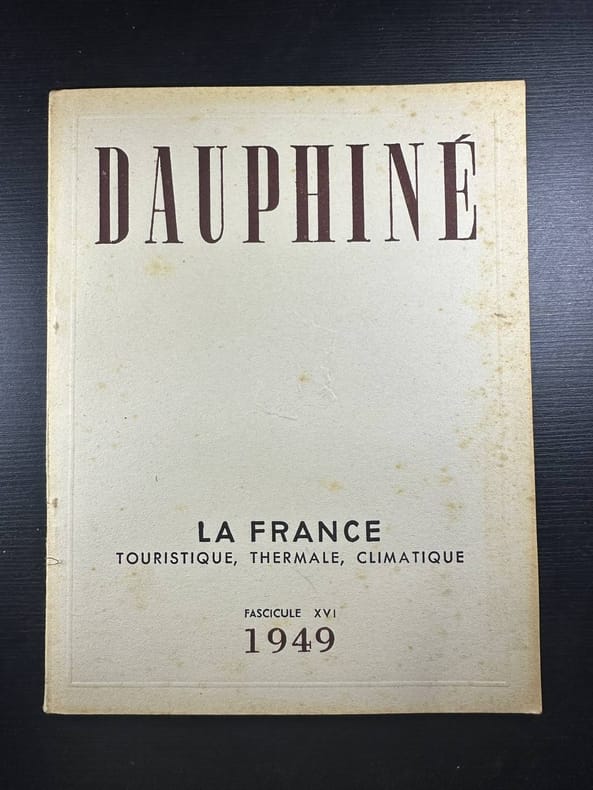 DAUPHINÉ
LA FRANCE
TOURISTIQUE, THERMALE, CLIMATIQUE
FASCICULE XVI
1949